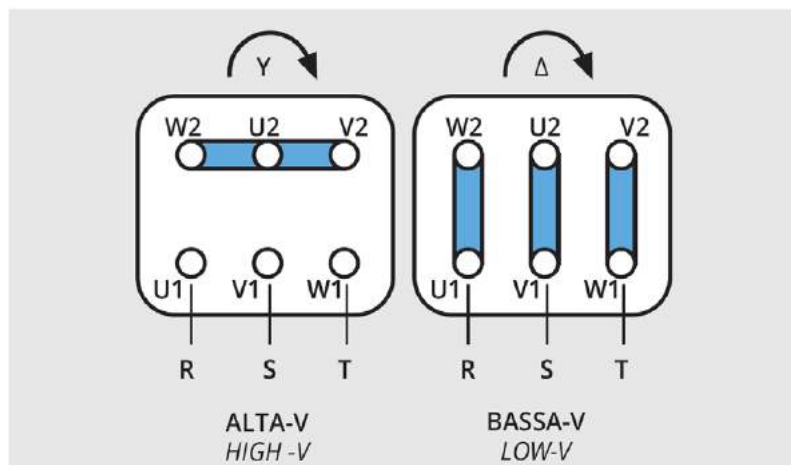 Y
W2 U2 V2
U1 V1 W1
R S T
ALTA-V
HIGH -V
Δ
W2 U2 V2
U1 V1 W1
R S T
BASSA-V
LOW-V